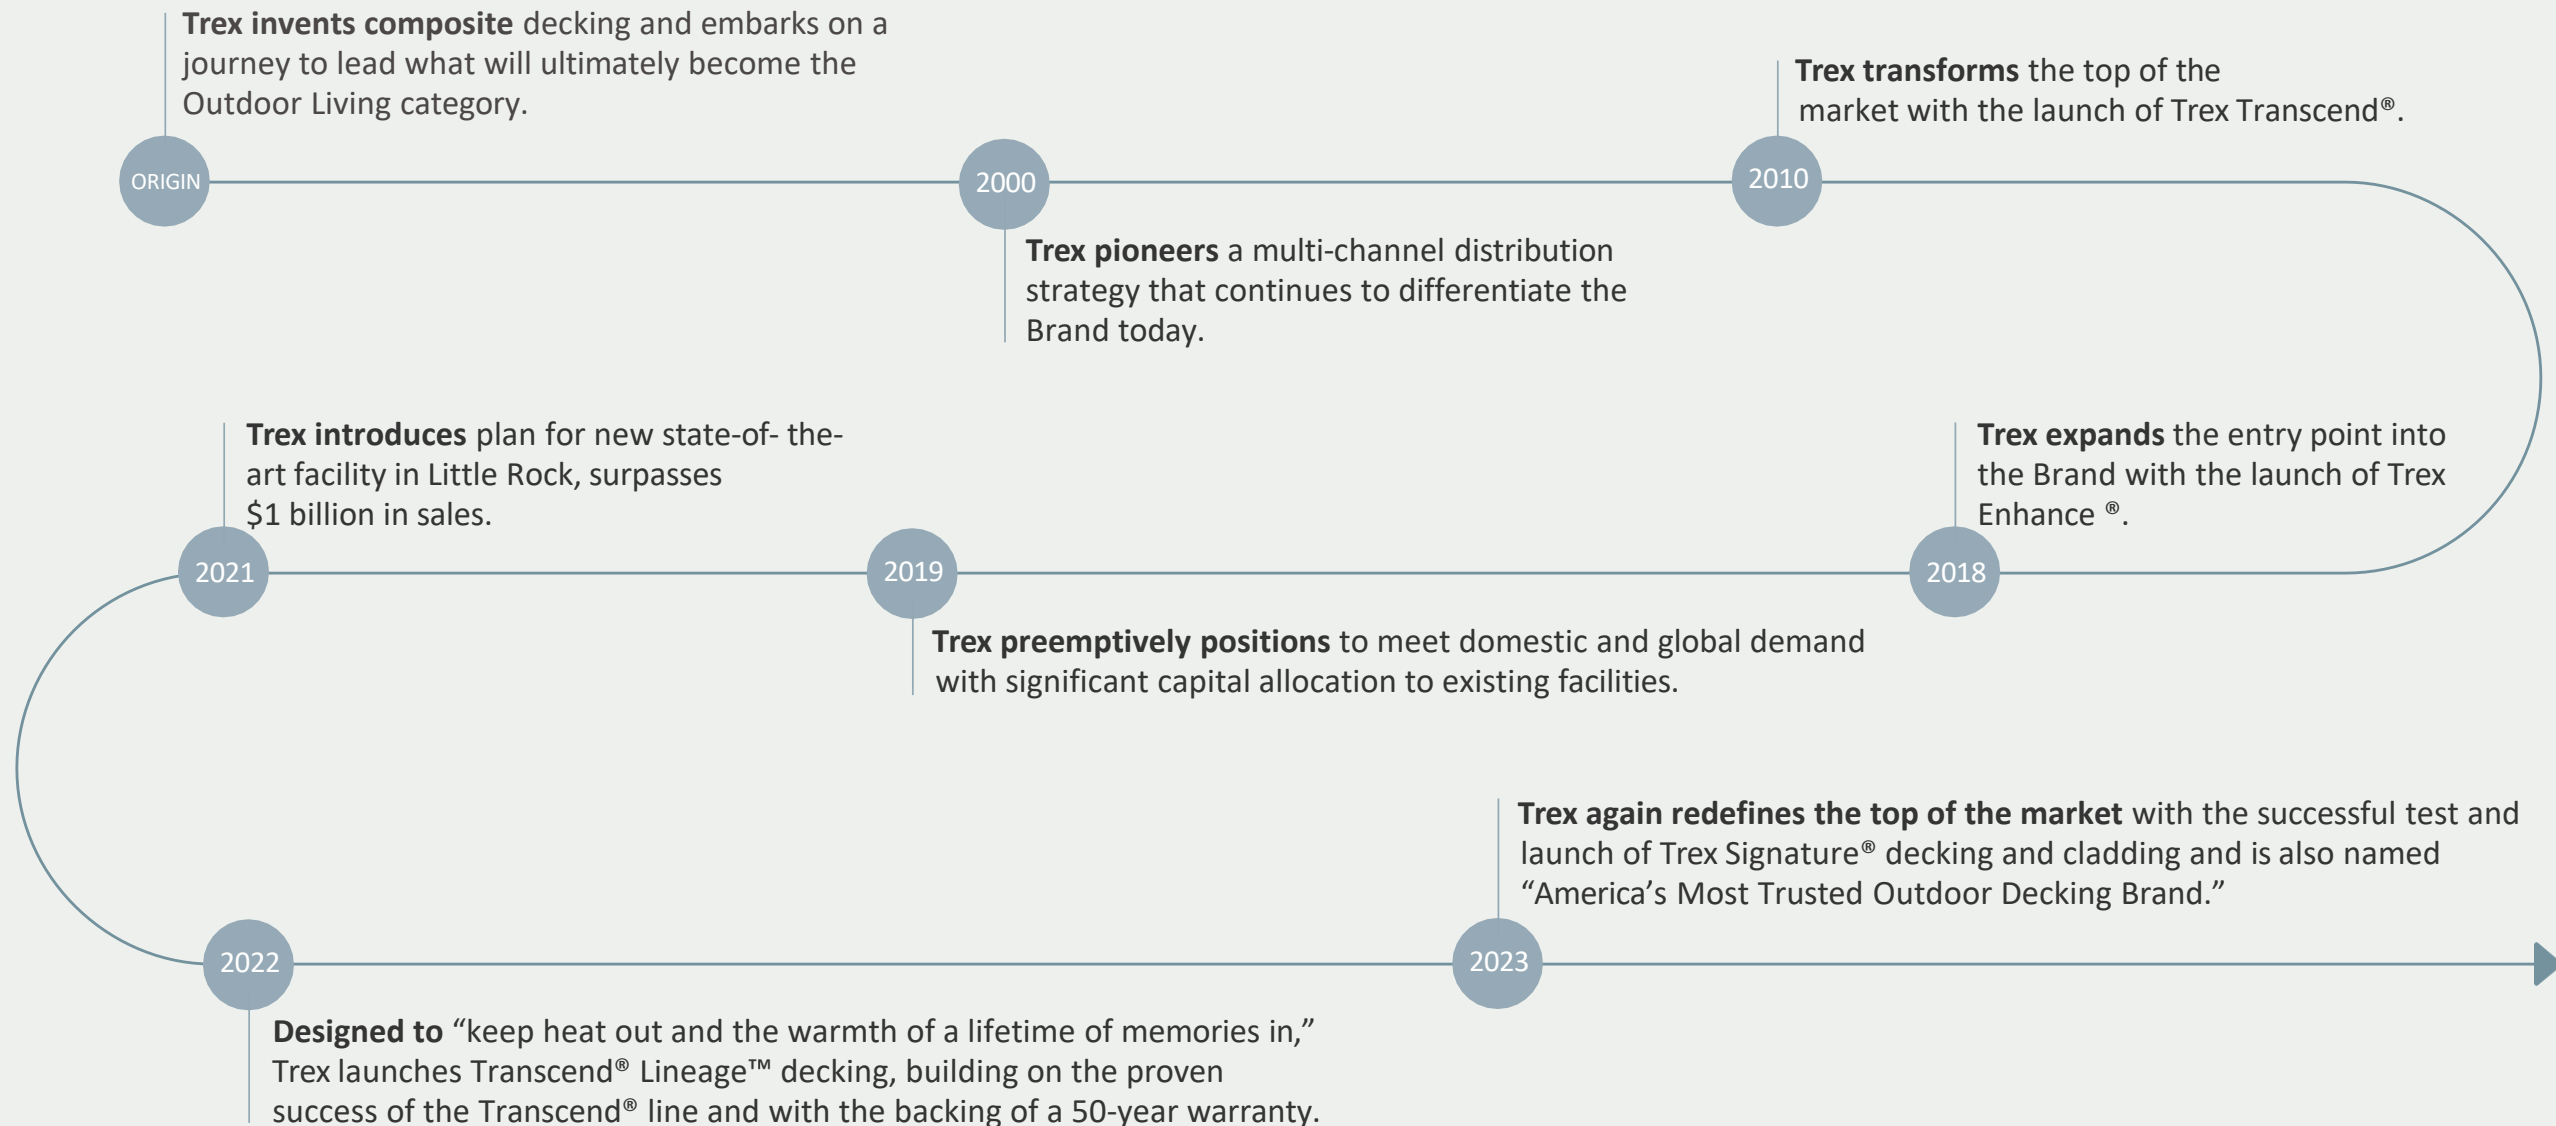 Trex invents composite decking and embarks on a
journey to lead what will ultimately become the
Outdoor Living category.
ORIGIN
2000
Trex pioneers a multi-channel distribution
strategy that continues to differentiate the
Brand today.
Trex transforms the top of the
market with the launch of Trex Transcend®.
2010
Trex expands the entry point into
the Brand with the launch of Trex
Enhance ®.
2018
2019
Trex preemptively positions to meet domestic and global demand
with significant capital allocation to existing facilities.
Trex introduces plan for new state-of- the-
art facility in Little Rock, surpasses
$1 billion in sales.
2021
2022
Designed to “keep heat out and the warmth of a lifetime of memories in,”
Trex launches Transcend® Lineage™ decking, building on the proven
success of the Transcend® line and with the backing of a 50-year warranty.
Trex again redefines the top of the market with the successful test and
launch of Trex Signature® decking and cladding and is also named
“America’s Most Trusted Outdoor Decking Brand.”
2023